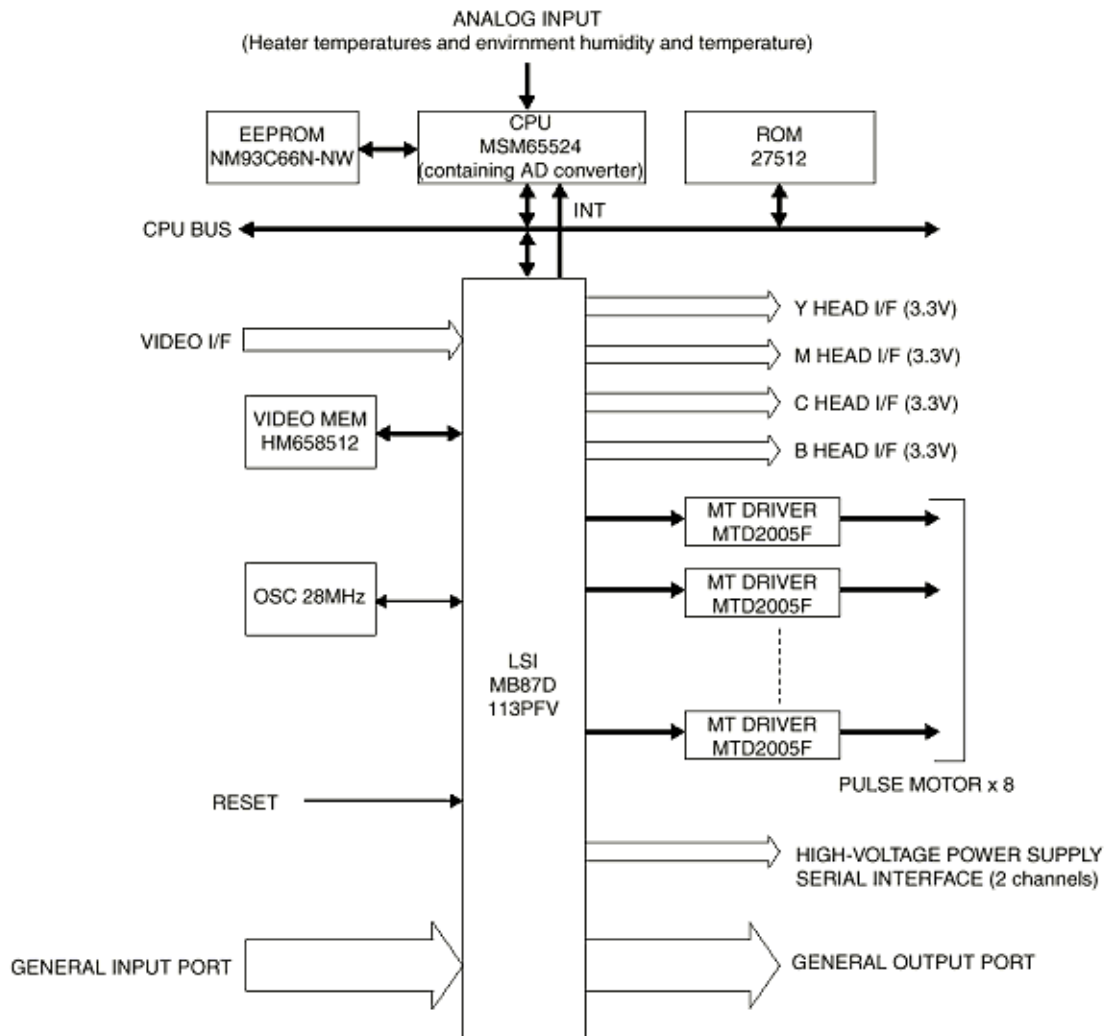 ANALOG INPUT
(Heater temperatures and envirnment humidity and temperature)
EEPROM
NM93C66N-NW
CPU
MSM65524
(containing AD converter)
ROM
27512
INT
CPU BUS
Y HEAD I/F (3.3V)
VIDEO I/F
M HEAD I/F (3.3V)
C HEAD I/F (3.3V)
VIDEO MEM
HM658512
B HEAD I/F (3.3V)
MT DRIVER
MTD2005F
OSC 28MHz
MT DRIVER
MTD2005F
LSI
MB87D
113PFV
MT DRIVER
MTD2005F
PULSE MOTOR x 8
RESET
HIGH-VOLTAGE POWER SUPPLY
SERIAL INTERFACE (2 channels)
GENERAL INPUT PORT
GENERAL OUTPUT PORT